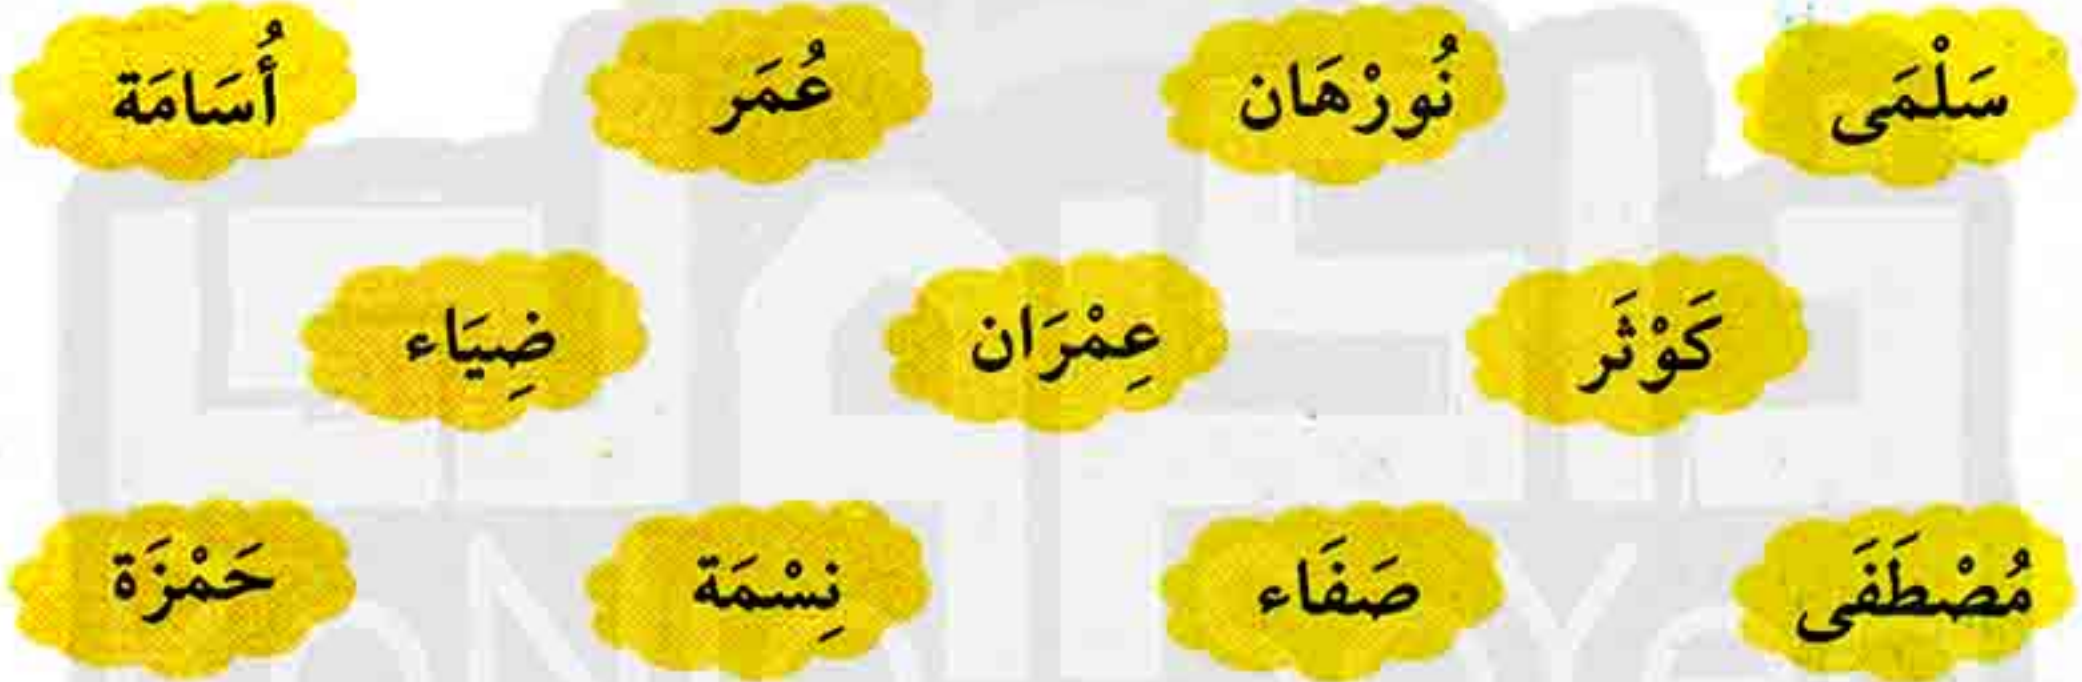 سَلْمَى نُورْهَان عُمَر أُسَامَة
كَوْثَر عِمْرَان ضِيَاء
مُصْطَفَى صَفَاء نِسْمَة حَمْزَة